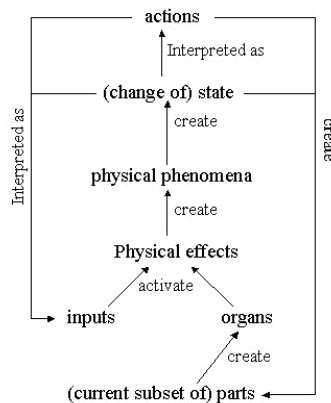 actions
Interpreted as
(change of) state
create
Interpreted as
create
physical phenomena
create
Physical effects
activate
inputs
organs
create
(current subset of) parts